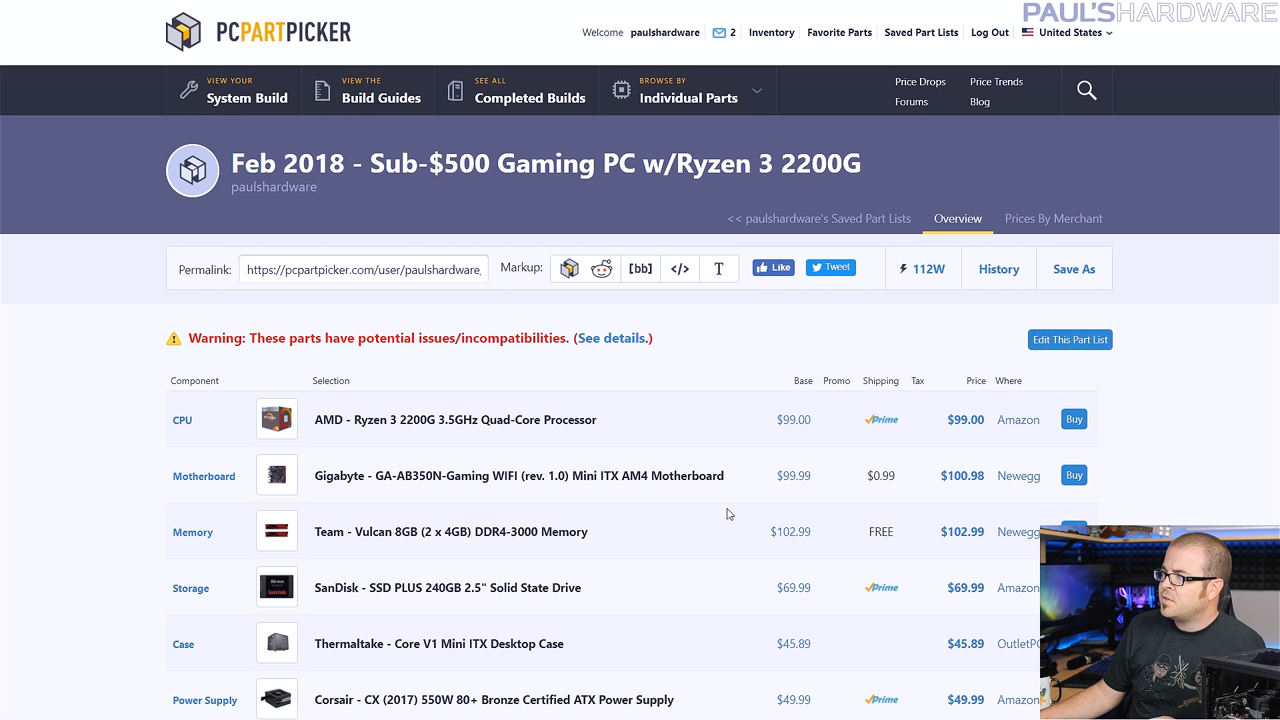 PAUL'SHARDWARE
PCPARTPICKER
Welcome paulshardware 2 Inventory Favorite Parts Saved Part Lists Log Out United States
VIEW YOUR
System Build
VIEW THE
Build Guides
SEE ALL
Completed Builds
BROWSE BY
Individual Parts
Price Drops Price Trends
Forums Blog
Feb 2018 - Sub-$500 Gaming PC w/Ryzen 3 2200G
paulshardware
<< paulshardware's Saved Part Lists Overview Prices By Merchant
Permalink: https://pcpartpicker.com/user/paulshardware, Markup: [bb] </> T Like Tweet 112W History Save As
Warning: These parts have potential issues/incompatibilities. (See details.) Edit This Part List
Component Selection Base Promo Shipping Tax Price Where
CPU AMD - Ryzen 3 2200G 3.5GHz Quad-Core Processor $99.00 Prime $99.00 Amazon Buy
Motherboard Gigabyte - GA-AB350N-Gaming WIFI (rev. 1.0) Mini ITX AM4 Motherboard $99.99 $0.99 $100.98 Newegg Buy
Memory Team - Vulcan 8GB (2 x 4GB) DDR4-3000 Memory $102.99 FREE $102.99 Newegg
Storage SanDisk - SSD PLUS 240GB 2.5" Solid State Drive $69.99 Prime $69.99 Amazon
Case Thermaltake - Core V1 Mini ITX Desktop Case $45.89 $45.89 OutletP
Power Supply Corsair - CX (2017) 550W 80+ Bronze Certified ATX Power Supply $49.99 Prime $49.99 Amazon